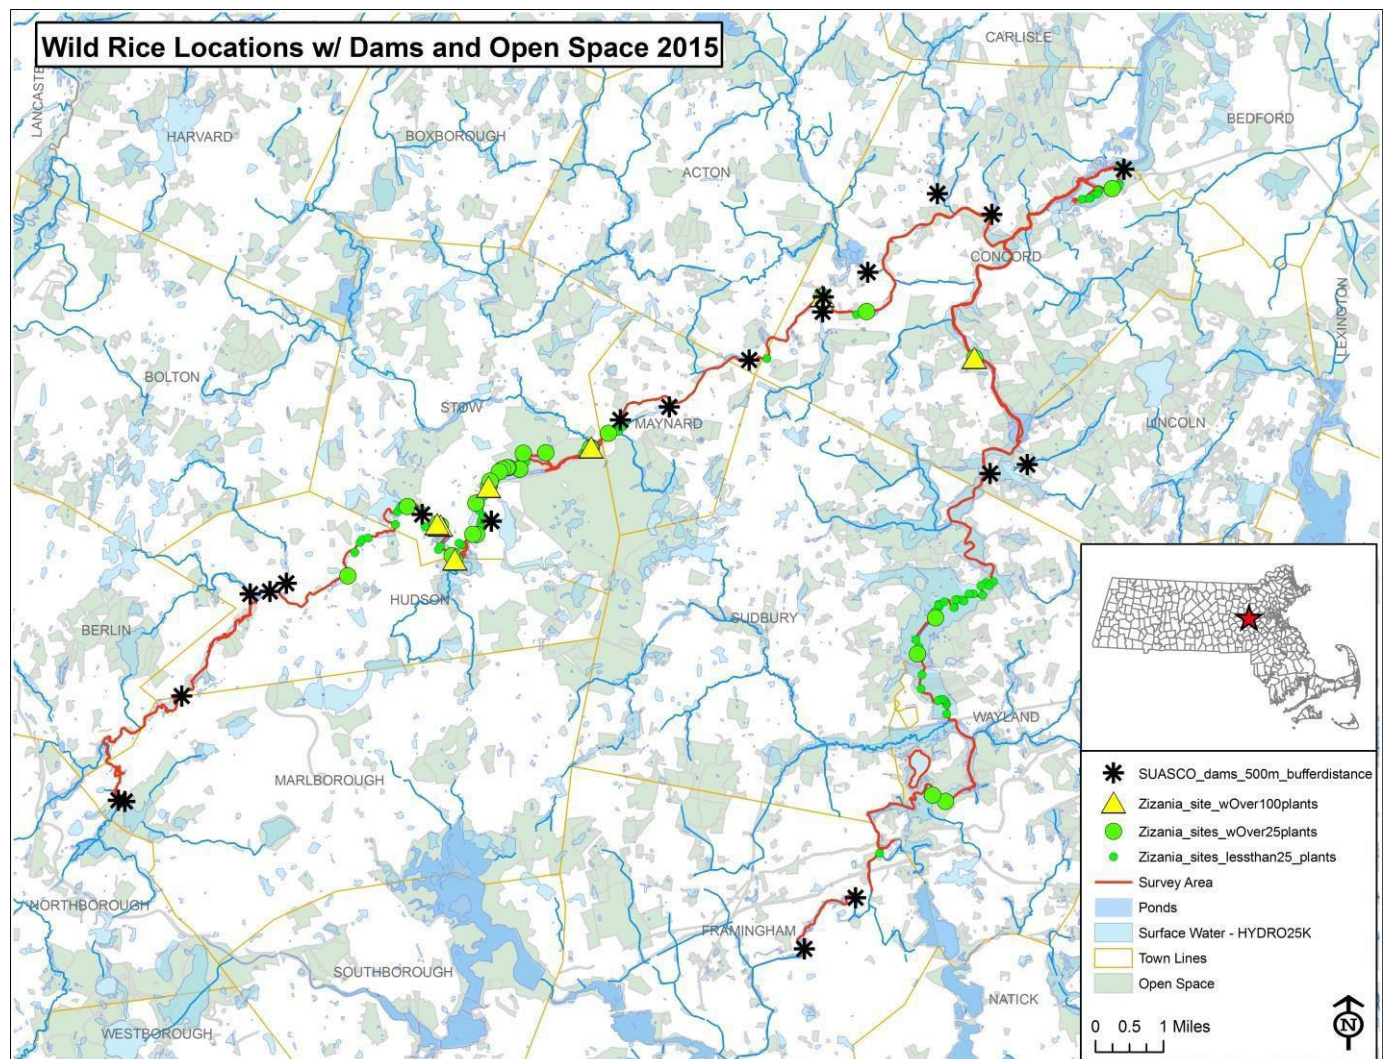 Wild Rice Locations w/ Dams and Open Space 2015
CARLISLE
LANCASTE
HARVARD
BOXBOROUGH
BEDFORD
ACTON
CONCORD
LEXINGTON
BOLTON
STOW
MAYNARD
LINCOLN
HUDSON
SUDBURY
BERLIN
WAYLAND
MARLBOROUGH
NORTHBOROUGH
FRAMINGHAM
SOUTHBOROUGH
NATICK
WESTBOROUGH
SUASCO_dams_500m_bufferdistance
Zizania_site_wOver100plants
Zizania_sites_wOver25plants
Zizania_sites_lessthan25_plants
Survey Area
Ponds
Surface Water - HYDRO25K
Town Lines
Open Space
0 0.5 1 Miles
N